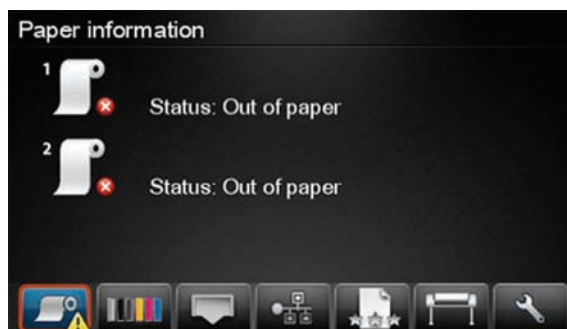 Paper information
1
Status: Out of paper
2
Status: Out of paper